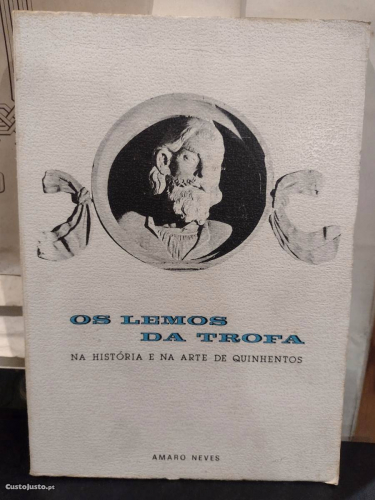 OS LEMOS
DA TROFA
NA HISTÓRIA E NA ARTE DE QUINHENTOS
AMARO NEVES
Custojusto.pt